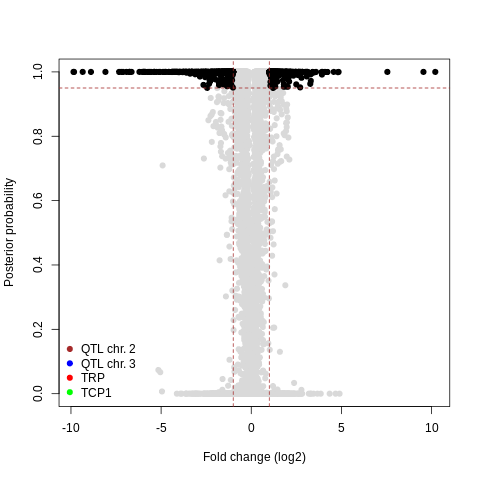 1.0
0.8
0.6
0.4
0.2
0.0
Posterior probability
QTL chr. 2
QTL chr. 3
TRP
TCP1
-10 -5 0 5 10
Fold change (log2)